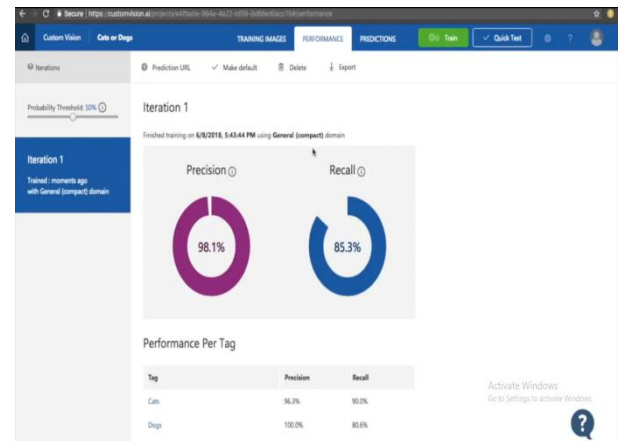 Secure https://customvision.ai/projects/
Custom Vision Cats or Dogs TRAINING IMAGES PERFORMANCE PREDICTIONS Train Quick Test ?
Iterations Prediction URL Make default Delete Export
Probability Threshold: 50%
Iteration 1
Finished training on 6/8/2018, 5:43:44 PM using General (compact) domain
Iteration 1
Trained : moments ago
with General (compact) domain
Precision Recall
98.1% 85.3%
Performance Per Tag
Tag Precision Recall
Cats 96.3% 90.0%
Dogs 100.0% 80.6%
Activate Windows
Go to Settings to activate Windows.
?